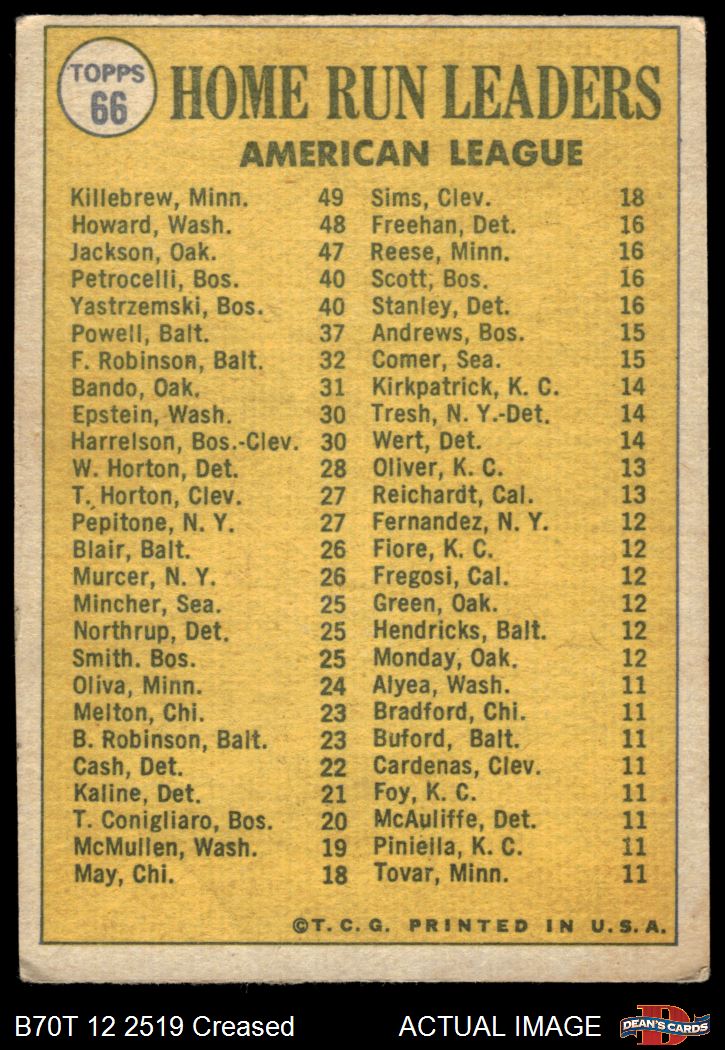 TOPPS
66
HOME RUN LEADERS
AMERICAN LEAGUE
Killebrew, Minn. 49
Howard, Wash. 48
Jackson, Oak. 47
Petrocelli, Bos. 40
Yastrzemski, Bos. 40
Powell, Balt. 37
F. Robinson, Balt. 32
Bando, Oak. 31
Epstein, Wash. 30
Harrelson, Bos.-Clev. 30
W. Horton, Det. 28
T. Horton, Clev. 27
Pepitone, N. Y. 27
Blair, Balt. 26
Murcer, N. Y. 26
Mincher, Sea. 25
Northrup, Det. 25
Smith. Bos. 25
Oliva, Minn. 24
Melton, Chi. 23
B. Robinson, Balt. 23
Cash, Det. 22
Kaline, Det. 21
T. Conigliaro, Bos. 20
McMullen, Wash. 19
May, Chi. 18
Sims, Clev. 18
Freehan, Det. 16
Reese, Minn. 16
Scott, Bos. 16
Stanley, Det. 16
Andrews, Bos. 15
Comer, Sea. 15
Kirkpatrick, K. C. 14
Tresh, N. Y.-Det. 14
Wert, Det. 14
Oliver, K. C. 13
Reichardt, Cal. 13
Fernandez, N. Y. 12
Fiore, K. C. 12
Fregosi, Cal. 12
Green, Oak. 12
Hendricks, Balt. 12
Monday, Oak. 12
Alyea, Wash. 11
Bradford, Chi. 11
Buford, Balt. 11
Cardenas, Clev. 11
Foy, K. C. 11
McAuliffe, Det. 11
Piniella, K. C. 11
Tovar, Minn. 11
©T. C. G. PRINTED IN U. S. A.
B70T 12 2519 Creased
ACTUAL IMAGE
D
DEAN'S CARDS